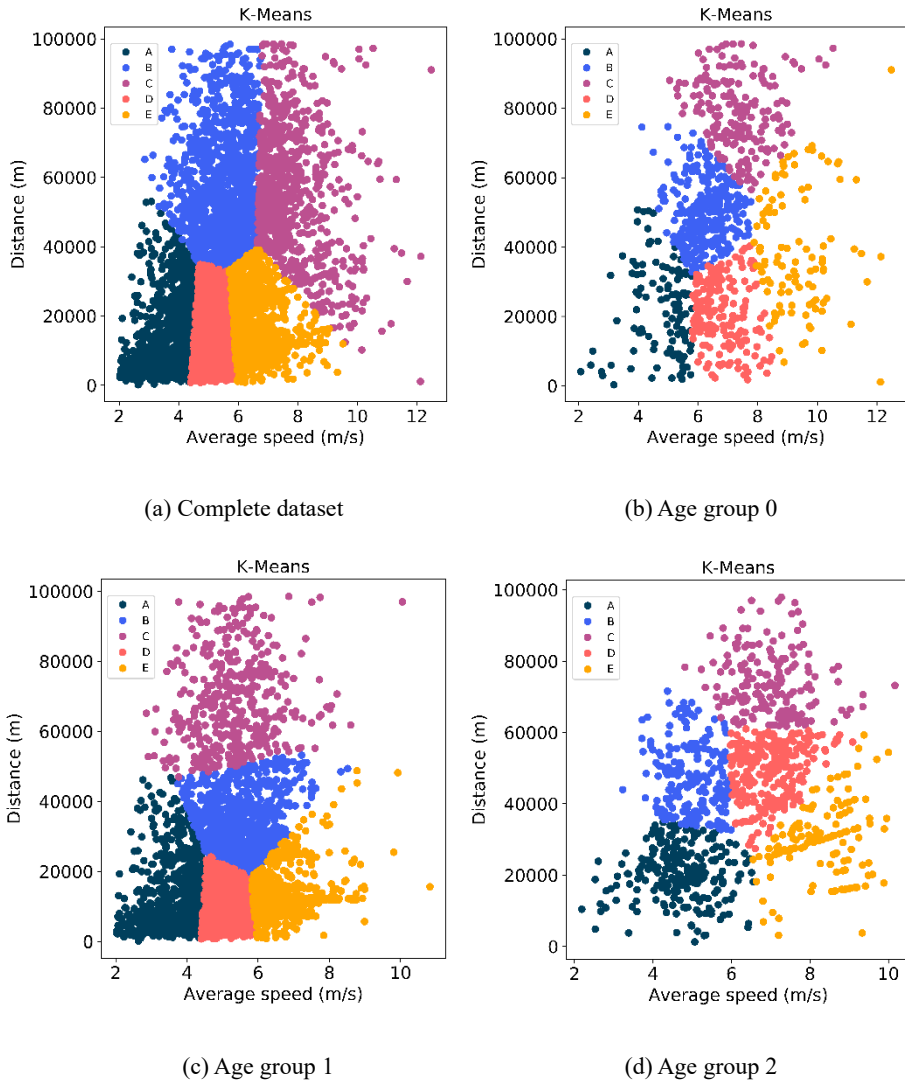 K-Means
100000
80000
60000
40000
20000
0
Distance (m)
A
B
C
D
E
2 4 6 8 10 12
Average speed (m/s)
(a) Complete dataset
K-Means
100000
80000
60000
40000
20000
0
Distance (m)
A
B
C
D
E
2 4 6 8 10 12
Average speed (m/s)
(b) Age group 0
K-Means
100000
80000
60000
40000
20000
0
Distance (m)
A
B
C
D
E
2 4 6 8 10
Average speed (m/s)
(c) Age group 1
K-Means
100000
80000
60000
40000
20000
0
Distance (m)
A
B
C
D
E
2 4 6 8 10
Average speed (m/s)
(d) Age group 2